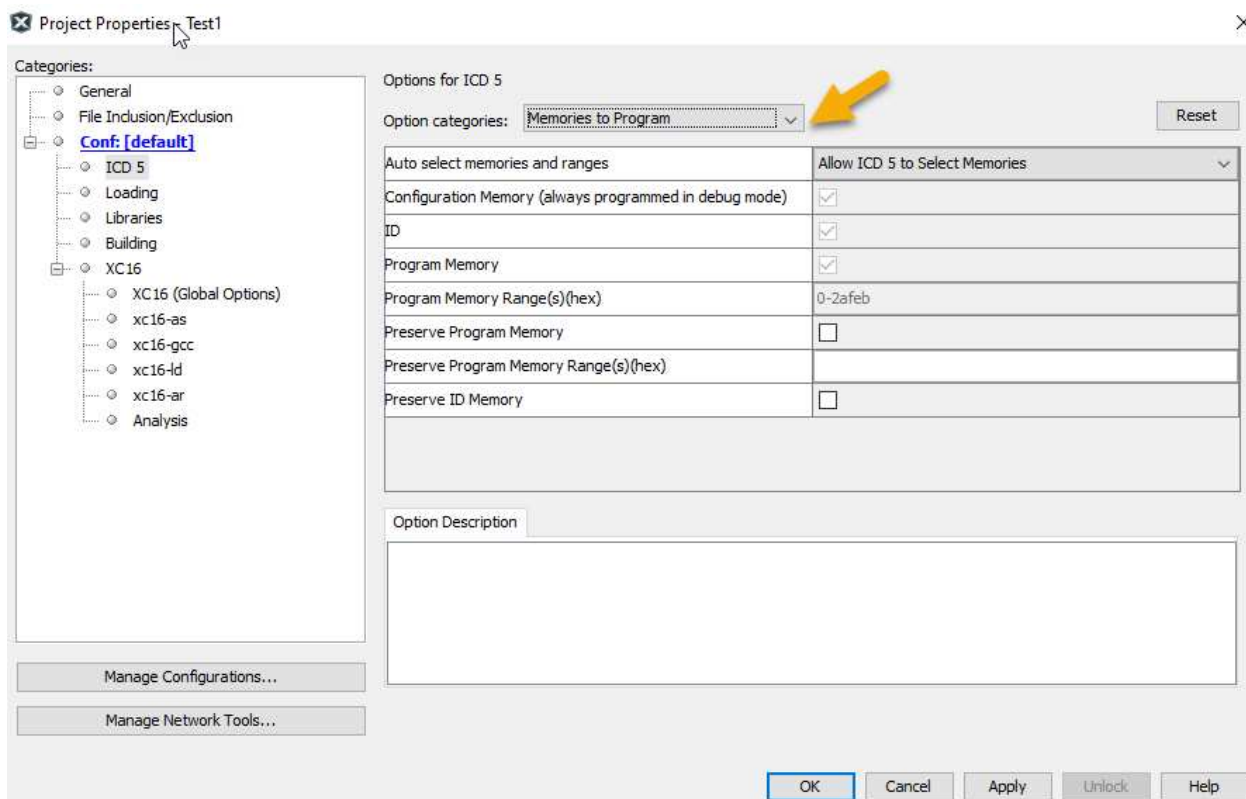 Project Properties - Test1
Categories:
General
File Inclusion/Exclusion
Conf: [default]
ICD 5
Loading
Libraries
Building
XC16
XC16 (Global Options)
xc16-as
xc16-gcc
xc16-ld
xc16-ar
Analysis
Manage Configurations...
Manage Network Tools...
Options for ICD 5
Option categories: Memories to Program
Reset
Auto select memories and ranges Allow ICD 5 to Select Memories
Configuration Memory (always programmed in debug mode)
ID
Program Memory
Program Memory Range(s)(hex) 0-2afeb
Preserve Program Memory
Preserve Program Memory Range(s)(hex)
Preserve ID Memory
Option Description
OK Cancel Apply Unlock Help